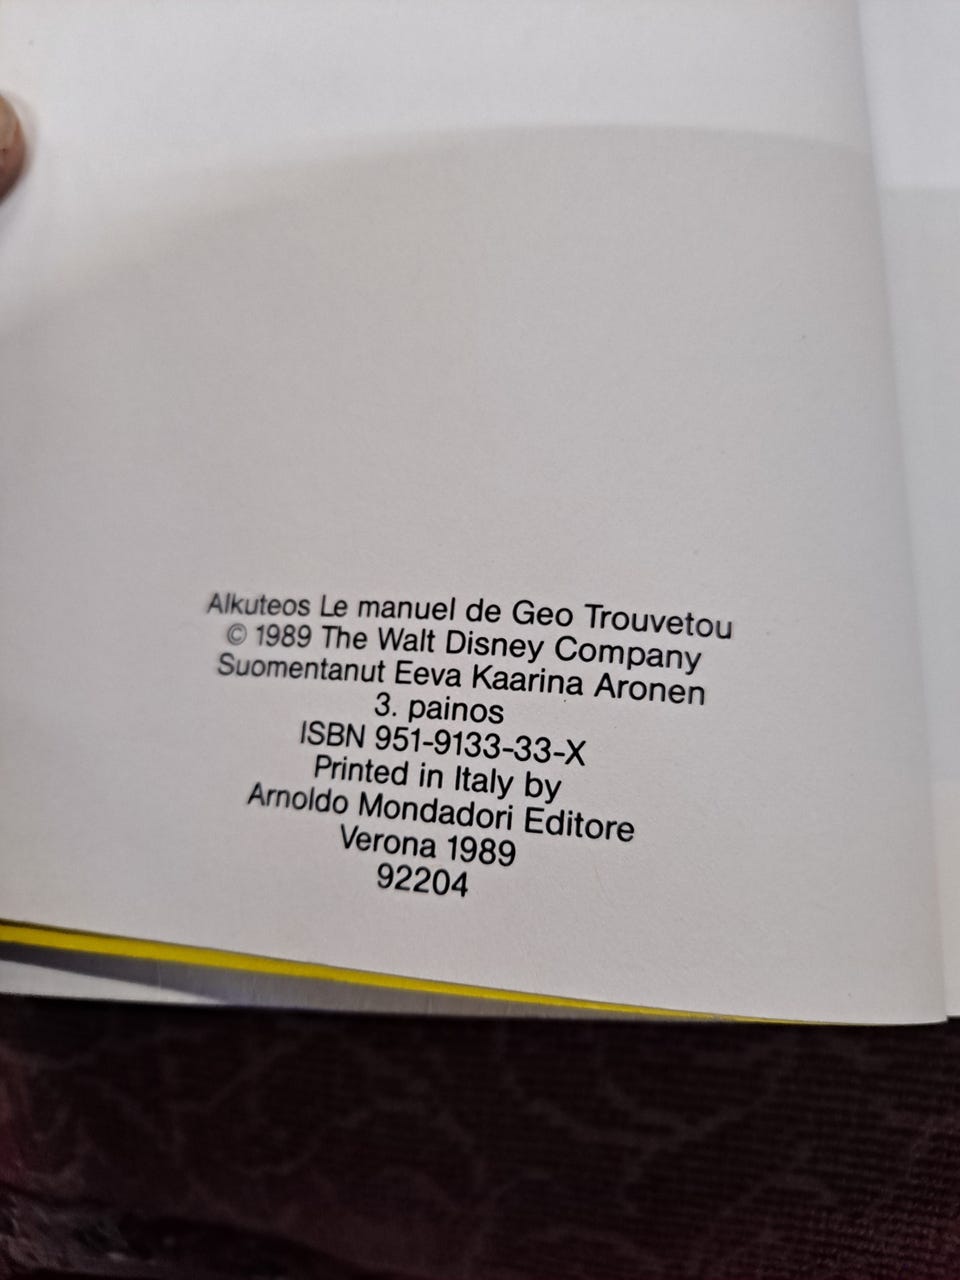 Alkuteos Le manuel de Geo Trouvetou
© 1989 The Walt Disney Company
Suomentanut Eeva Kaarina Aronen
3. painos
ISBN 951-9133-33-X
Printed in Italy by
Arnoldo Mondadori Editore
Verona 1989
92204